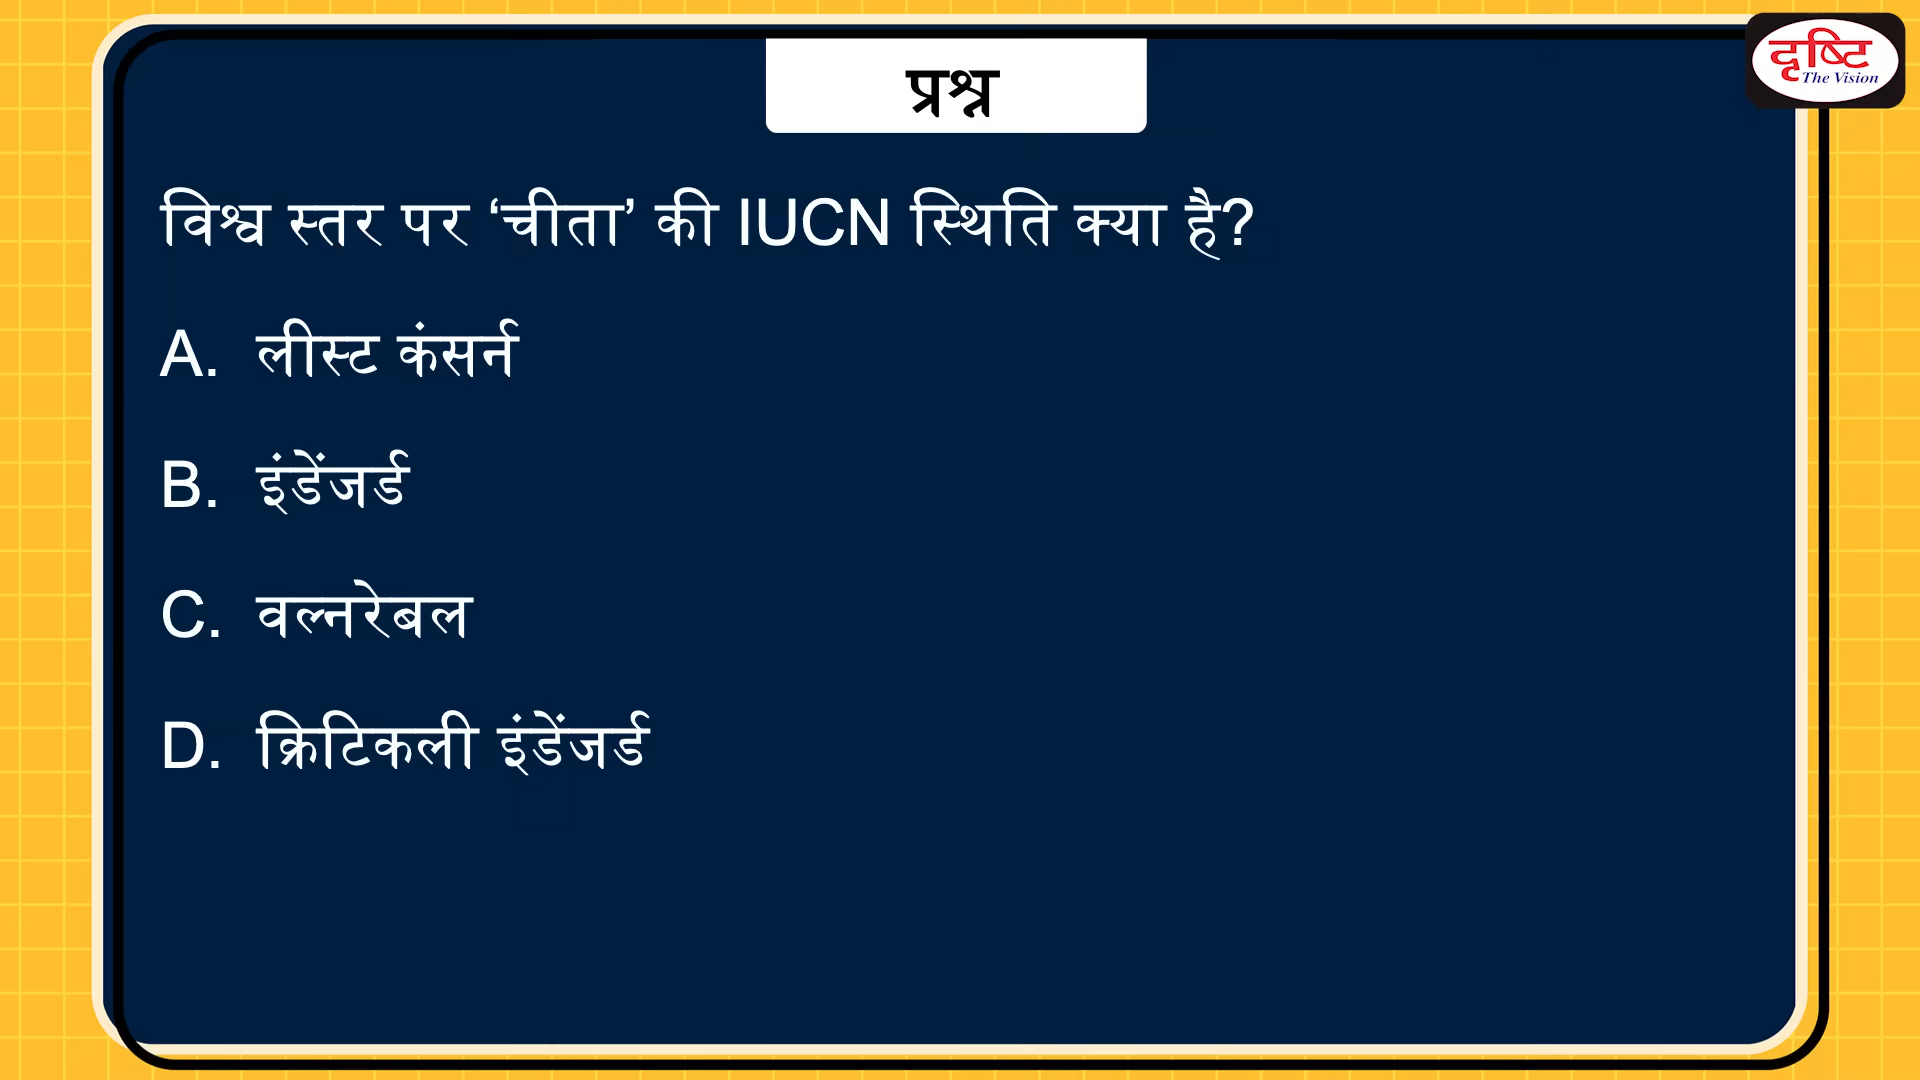 दृष्टि
The Vision
प्रश्न
विश्व स्तर पर ‘चीता’ की IUCN स्थिति क्या है?
A. लीस्ट कंसर्न
B. इंडेंजर्ड
C. वल्नरेबल
D. क्रिटिकली इंडेंजर्ड